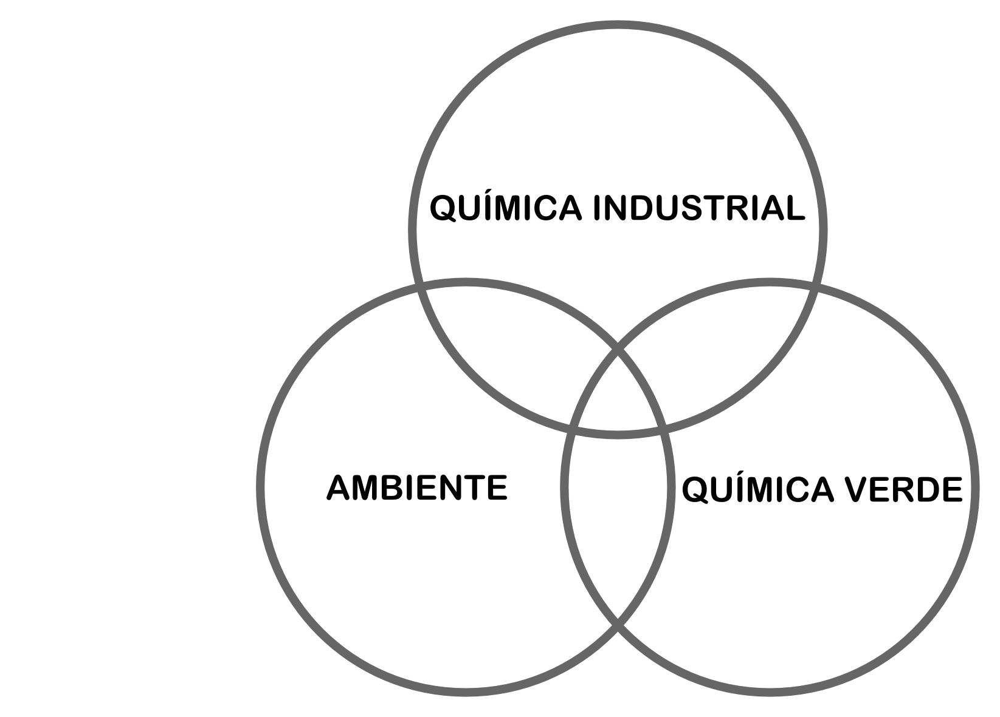 QUÍMICA INDUSTRIAL
AMBIENTE
QUÍMICA VERDE